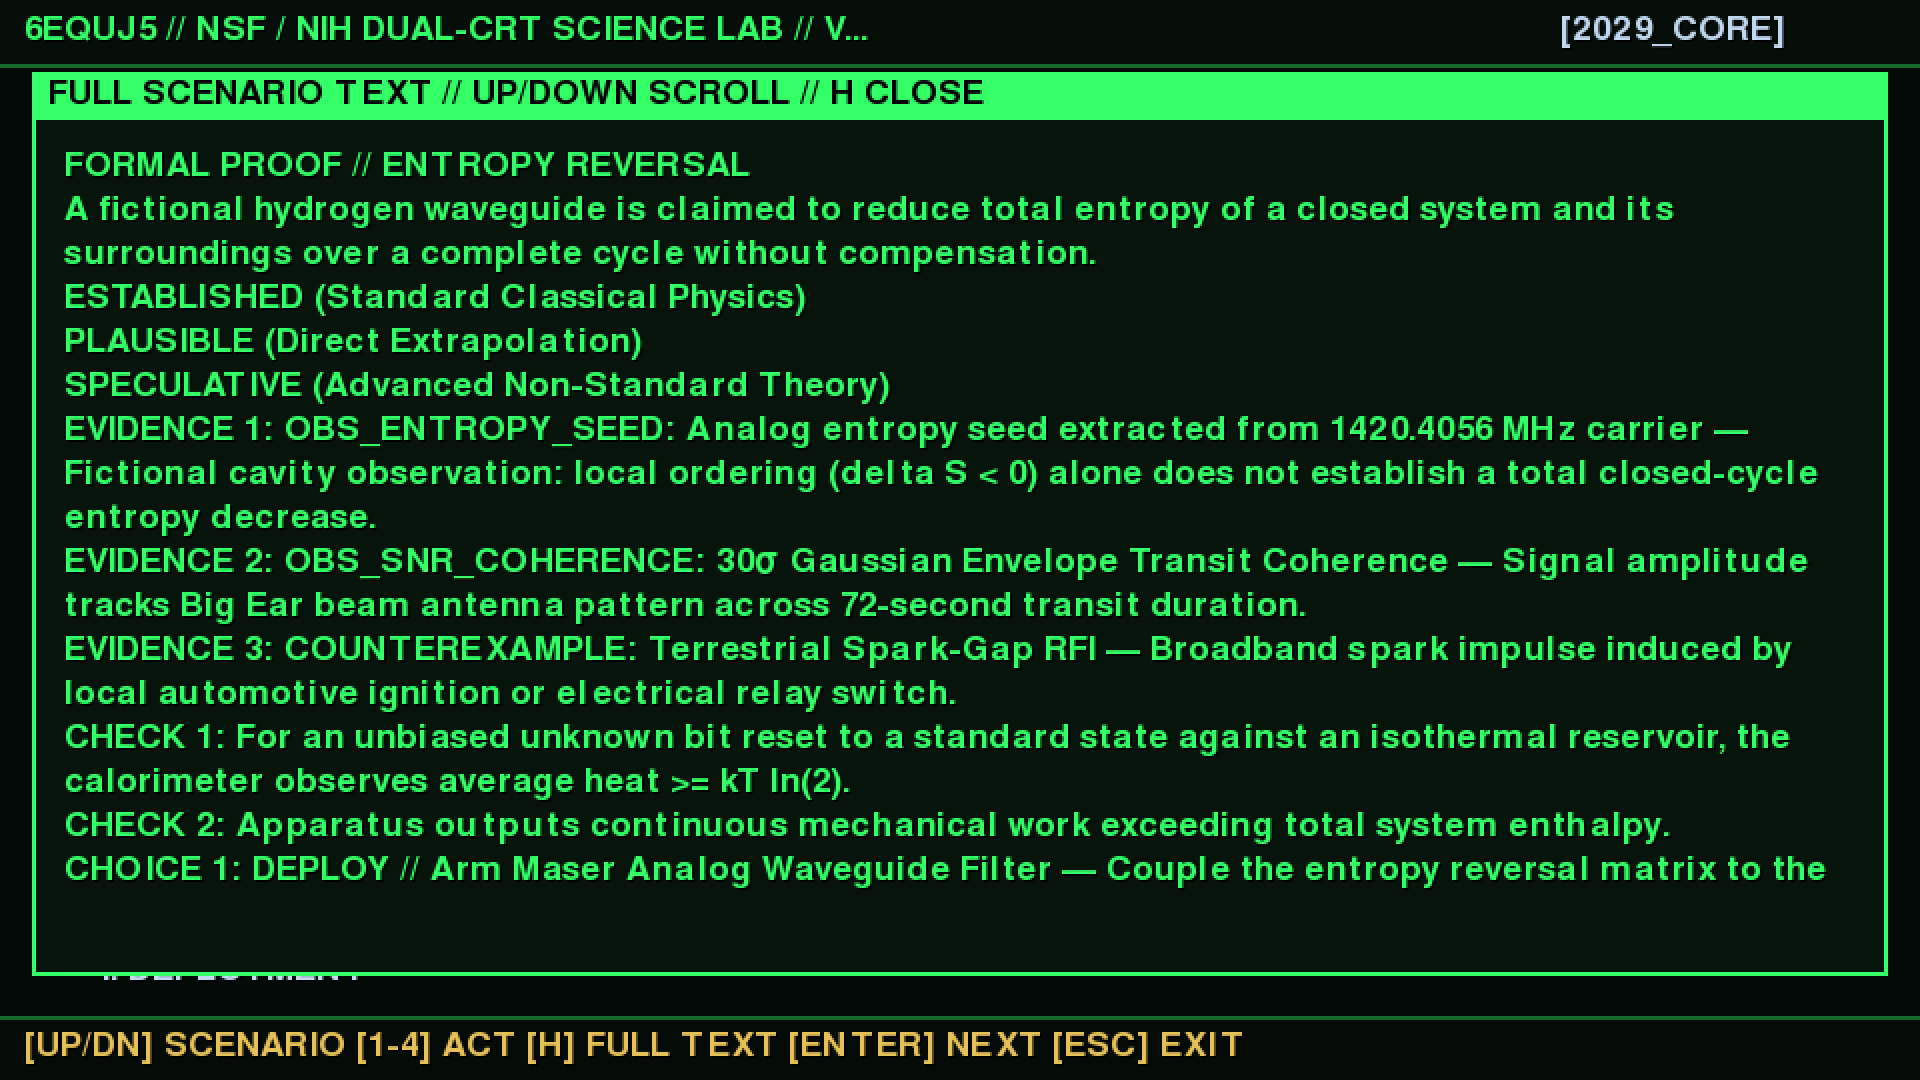 6EQUJ5 // NSF / NIH DUAL-CRT SCIENCE LAB // V...
[2029_CORE]
FULL SCENARIO TEXT // UP/DOWN SCROLL // H CLOSE
FORMAL PROOF // ENTROPY REVERSAL
A fictional hydrogen waveguide is claimed to reduce total entropy of a closed system and its
surroundings over a complete cycle without compensation.
ESTABLISHED (Standard Classical Physics)
PLAUSIBLE (Direct Extrapolation)
SPECULATIVE (Advanced Non-Standard Theory)
EVIDENCE 1: OBS_ENTROPY_SEED: Analog entropy seed extracted from 1420.4056 MHz carrier —
Fictional cavity observation: local ordering (delta S < 0) alone does not establish a total closed-cycle
entropy decrease.
EVIDENCE 2: OBS_SNR_COHERENCE: 30σ Gaussian Envelope Transit Coherence — Signal amplitude
tracks Big Ear beam antenna pattern across 72-second transit duration.
EVIDENCE 3: COUNTEREXAMPLE: Terrestrial Spark-Gap RFI — Broadband spark impulse induced by
local automotive ignition or electrical relay switch.
CHECK 1: For an unbiased unknown bit reset to a standard state against an isothermal reservoir, the
calorimeter observes average heat >= kT ln(2).
CHECK 2: Apparatus outputs continuous mechanical work exceeding total system enthalpy.
CHOICE 1: DEPLOY // Arm Maser Analog Waveguide Filter — Couple the entropy reversal matrix to the
[UP/DN] SCENARIO [1-4] ACT [H] FULL TEXT [ENTER] NEXT [ESC] EXIT